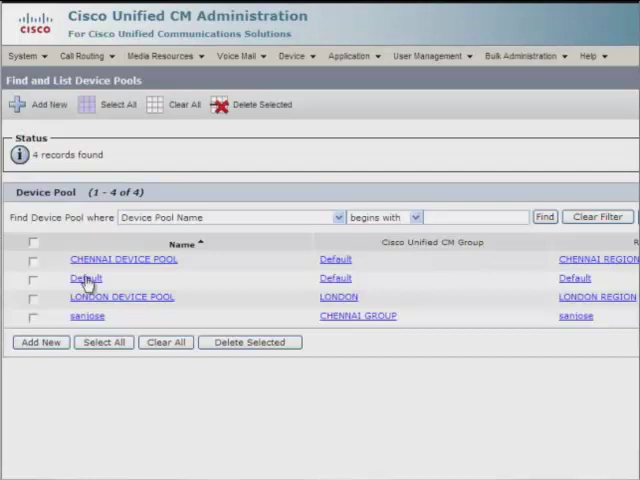 Cisco Unified CM Administration
CISCO For Cisco Unified Communications Solutions
System Call Routing Media Resources Voice Mail Device Application User Management Bulk Administration Help
Find and List Device Pools
Add New Select All Clear All Delete Selected
Status
4 records found
Device Pool (1 - 4 of 4)
Find Device Pool where Device Pool Name begins with Find Clear Filter
Name Cisco Unified CM Group R
CHENNAI DEVICE POOL Default CHENNAI REGION
Default Default Default
LONDON DEVICE POOL LONDON LONDON REGION
sanjose CHENNAI GROUP sanjose
Add New Select All Clear All Delete Selected